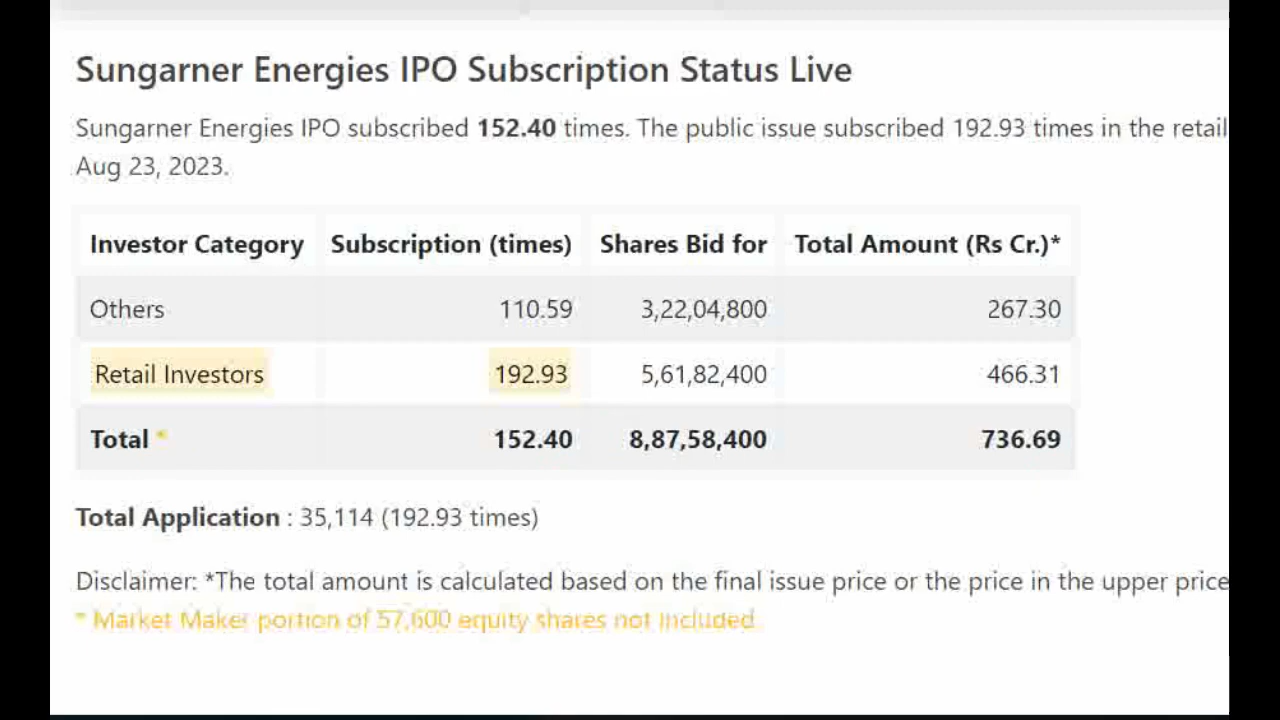 Sungarner Energies IPO Subscription Status Live
Sungarner Energies IPO subscribed 152.40 times. The public issue subscribed 192.93 times in the retail
Aug 23, 2023.
Investor Category Subscription (times) Shares Bid for Total Amount (Rs Cr.)*
Others 110.59 3,22,04,800 267.30
Retail Investors 192.93 5,61,82,400 466.31
Total * 152.40 8,87,58,400 736.69
Total Application : 35,114 (192.93 times)
Disclaimer: *The total amount is calculated based on the final issue price or the price in the upper price
* Market Maker portion of 57,600 equity shares not included.